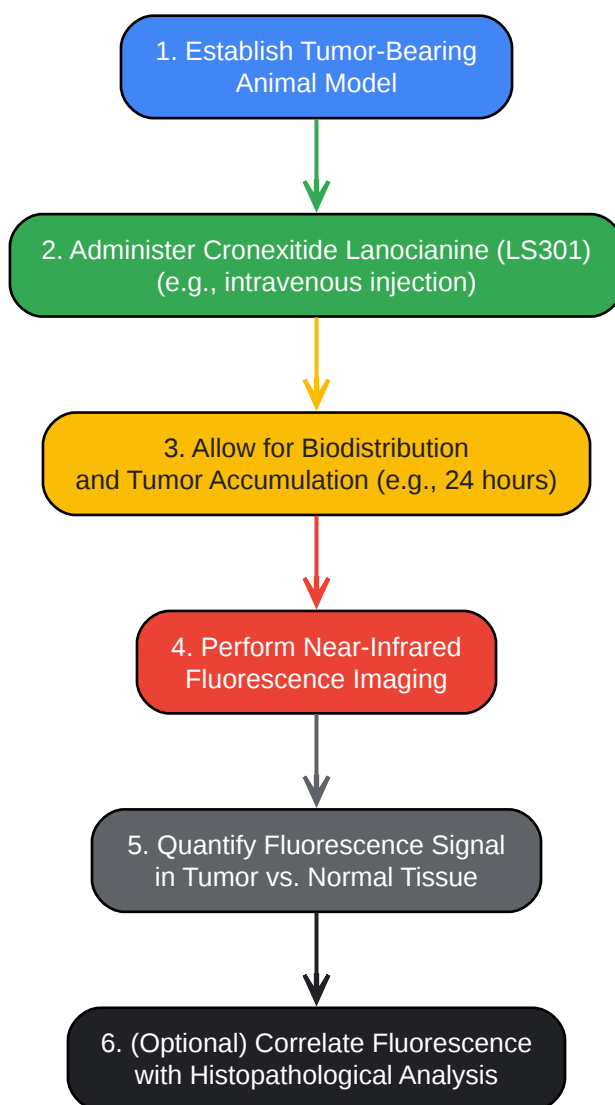 1. Establish Tumor-Bearing
Animal Model
2. Administer Cronexitide Lanocianine (LS301)
(e.g., intravenous injection)
3. Allow for Biodistribution
and Tumor Accumulation (e.g., 24 hours)
4. Perform Near-Infrared
Fluorescence Imaging
5. Quantify Fluorescence Signal
in Tumor vs. Normal Tissue
6. (Optional) Correlate Fluorescence
with Histopathological Analysis